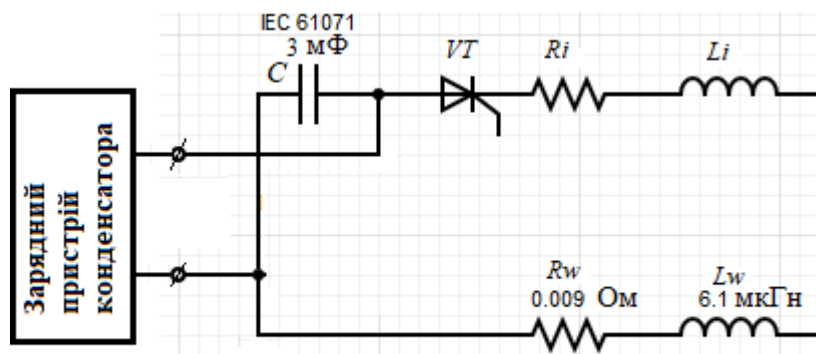 IEC 61071
3 мФ
C
VT
Ri
Li
Зарядний
пристрій
конденсатора
Rw
0.009 Ом
Lw
6.1 мкГн